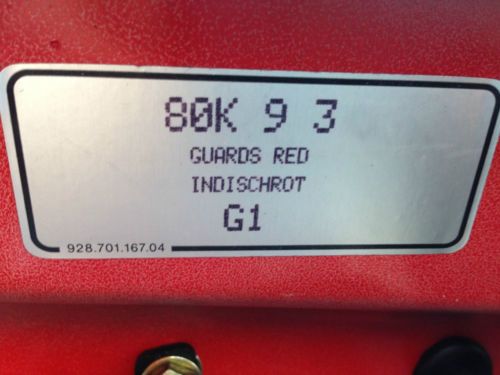 80K 9 3
GUARDS RED
INDISCHROT
G1
928.701.167.04